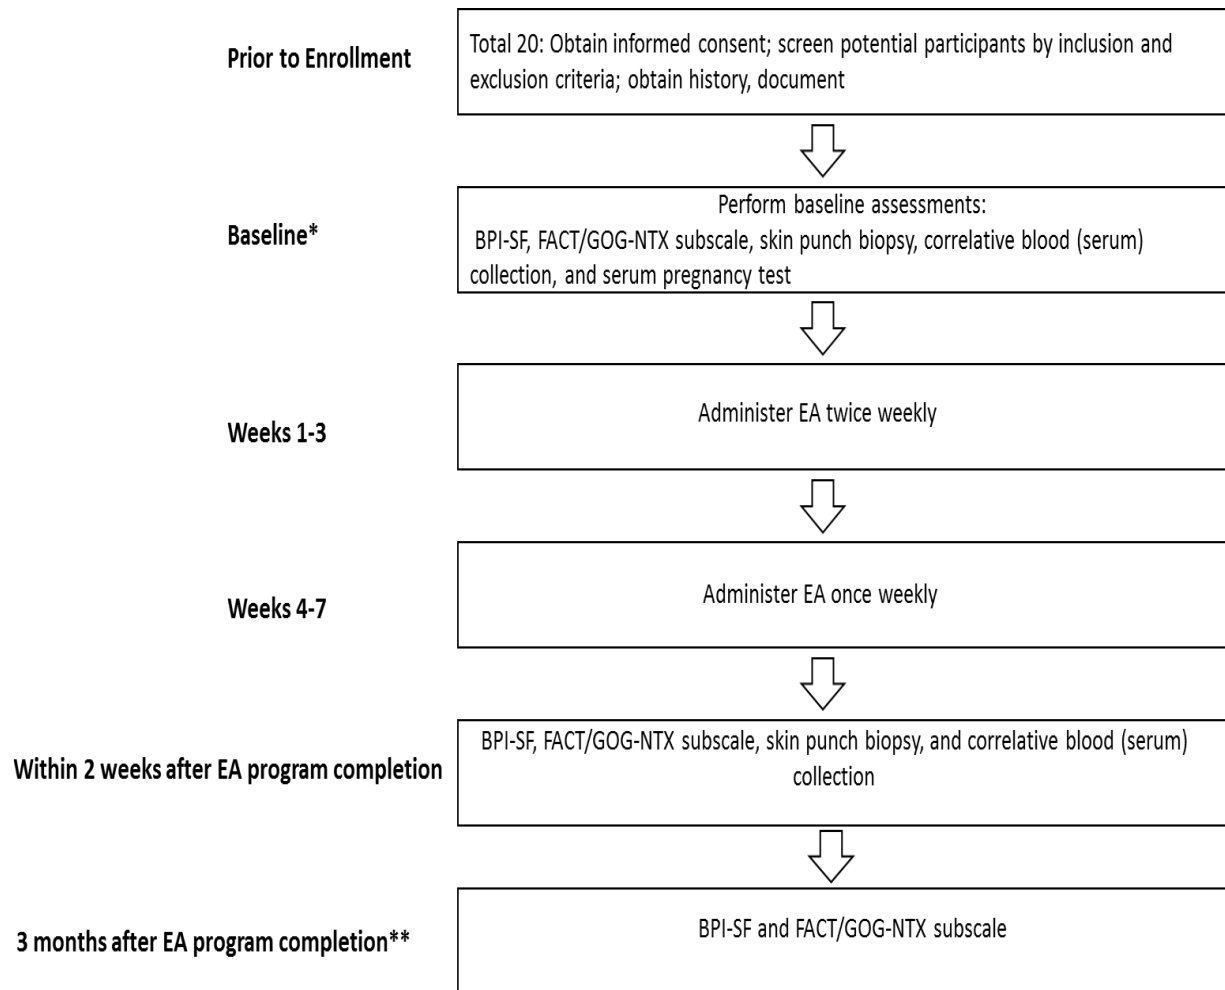 Prior to Enrollment
Total 20: Obtain informed consent; screen potential participants by inclusion and
exclusion criteria; obtain history, document
Baseline*
Perform baseline assessments:
BPI-SF, FACT/GOG-NTX subscale, skin punch biopsy, correlative blood (serum)
collection, and serum pregnancy test
Weeks 1-3
Administer EA twice weekly
Weeks 4-7
Administer EA once weekly
Within 2 weeks after EA program completion
BPI-SF, FACT/GOG-NTX subscale, skin punch biopsy, and correlative blood (serum)
collection
3 months after EA program completion**
BPI-SF and FACT/GOG-NTX subscale